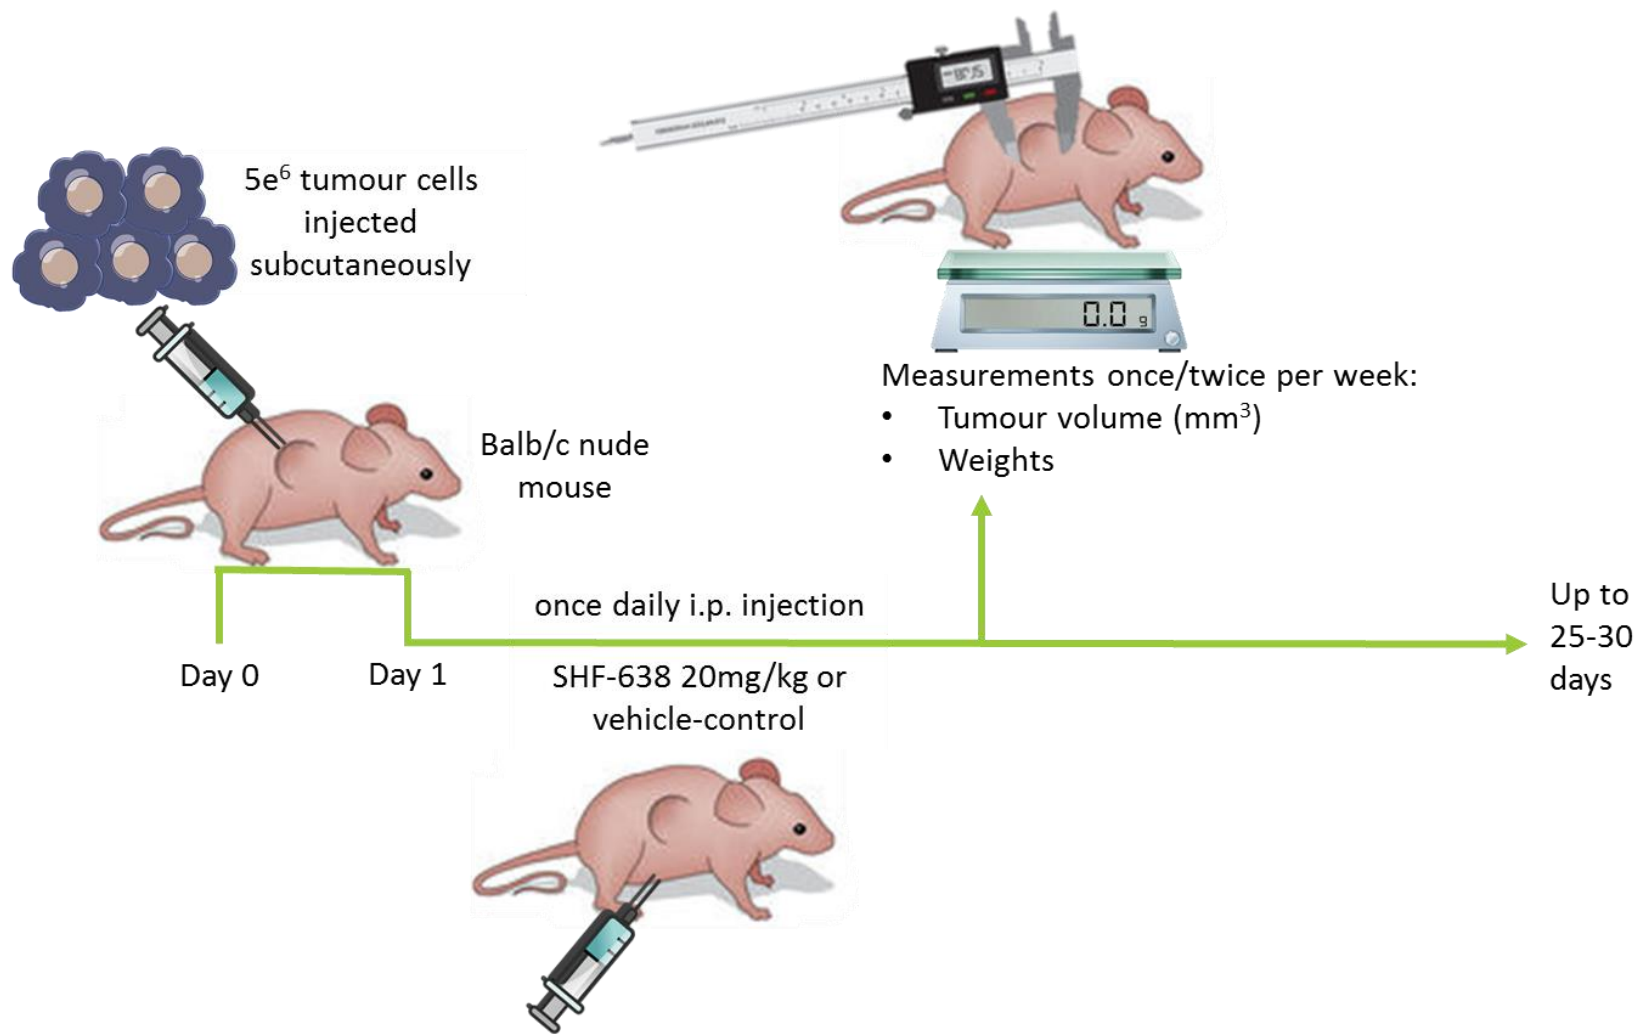 5e⁶ tumour cells
injected
subcutaneously
Balb/c nude
mouse
0.0 g
Measurements once/twice per week:
• Tumour volume (mm³)
• Weights
once daily i.p. injection
Day 0
Day 1
SHF-638 20mg/kg or
vehicle-control
Up to
25-30
days